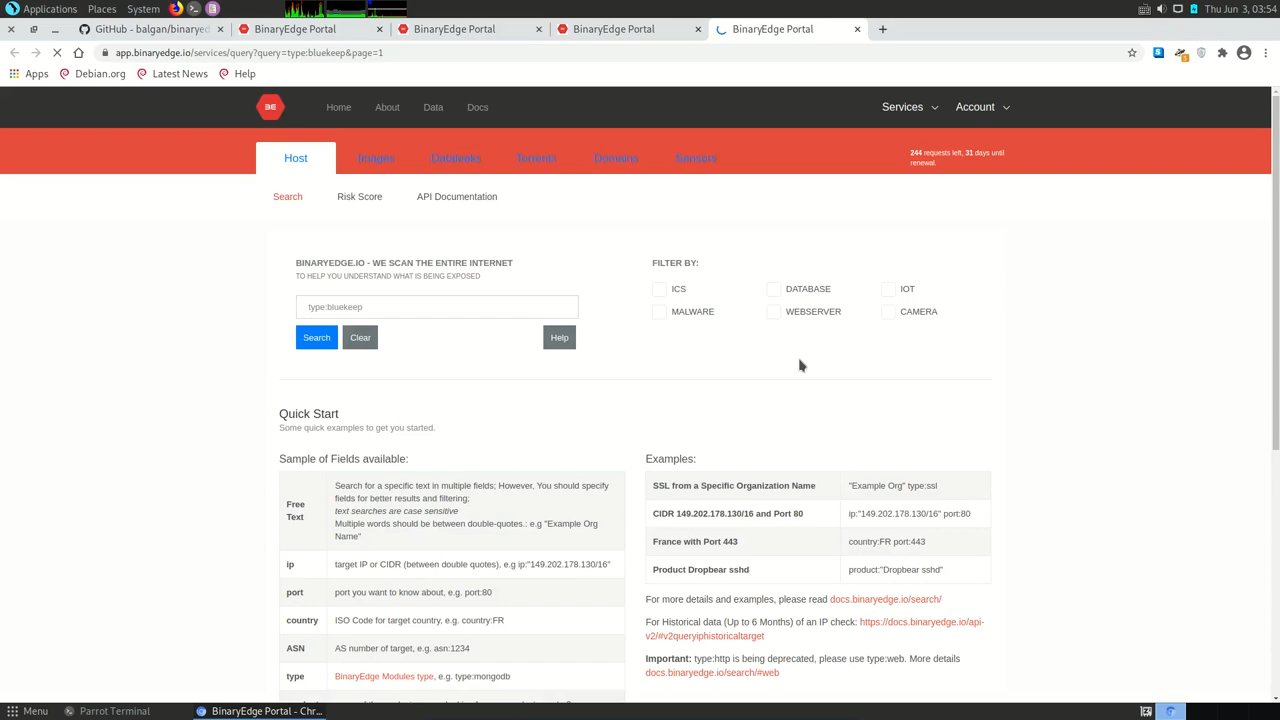 Applications Places System Thu Jun 3, 03:54
GitHub - balgan/binaryed BinaryEdge Portal BinaryEdge Portal BinaryEdge Portal BinaryEdge Portal
app.binaryedge.io/services/query?query=type:bluekeep&page=1
Apps Debian.org Latest News Help
Home About Data Docs Services Account
Host Images Dataleaks Torrents Domains Sensors
244 requests left, 31 days until
renewal.
Search Risk Score API Documentation
BINARYEDGE.IO - WE SCAN THE ENTIRE INTERNET
TO HELP YOU UNDERSTAND WHAT IS BEING EXPOSED
type:bluekeep
Search Clear Help
FILTER BY:
ICS DATABASE IOT
MALWARE WEBSERVER CAMERA
Quick Start
Some quick examples to get you started.
Sample of Fields available:
Free
Text
Search for a specific text in multiple fields; However, You should specify
fields for better results and filtering;
text searches are case sensitive
Multiple words should be between double-quotes.: e.g "Example Org
Name"
ip target IP or CIDR (between double quotes), e.g ip:"149.202.178.130/16"
port port you want to know about, e.g. port:80
country ISO Code for target country, e.g. country:FR
ASN AS number of target, e.g. asn:1234
type BinaryEdge Modules type, e.g. type:mongodb
Examples:
SSL from a Specific Organization Name "Example Org" type:ssl
CIDR 149.202.178.130/16 and Port 80 ip:"149.202.178.130/16" port:80
France with Port 443 country:FR port:443
Product Dropbear sshd product:"Dropbear sshd"
For more details and examples, please read docs.binaryedge.io/search/
For Historical data (Up to 6 Months) of an IP check: https://docs.binaryedge.io/api-
v2/#v2queryiphistoricaltarget
Important: type:http is being deprecated, please use type:web. More details
docs.binaryedge.io/search/#web
Menu Parrot Terminal BinaryEdge Portal - Chr...